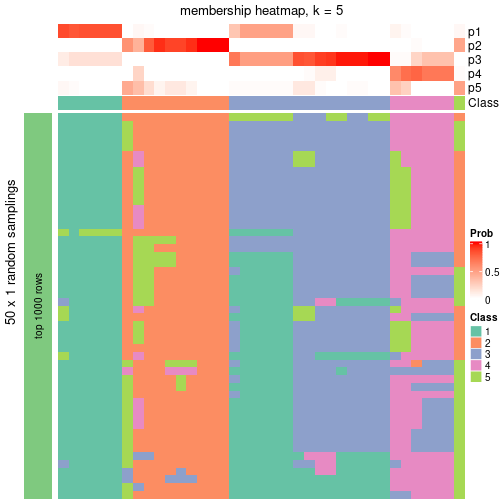 membership heatmap, k = 5
p1
p2
p3
p4
p5
Class
50 x 1 random samplings
top 1000 rows
Prob
1
0.5
0
Class
1
2
3
4
5